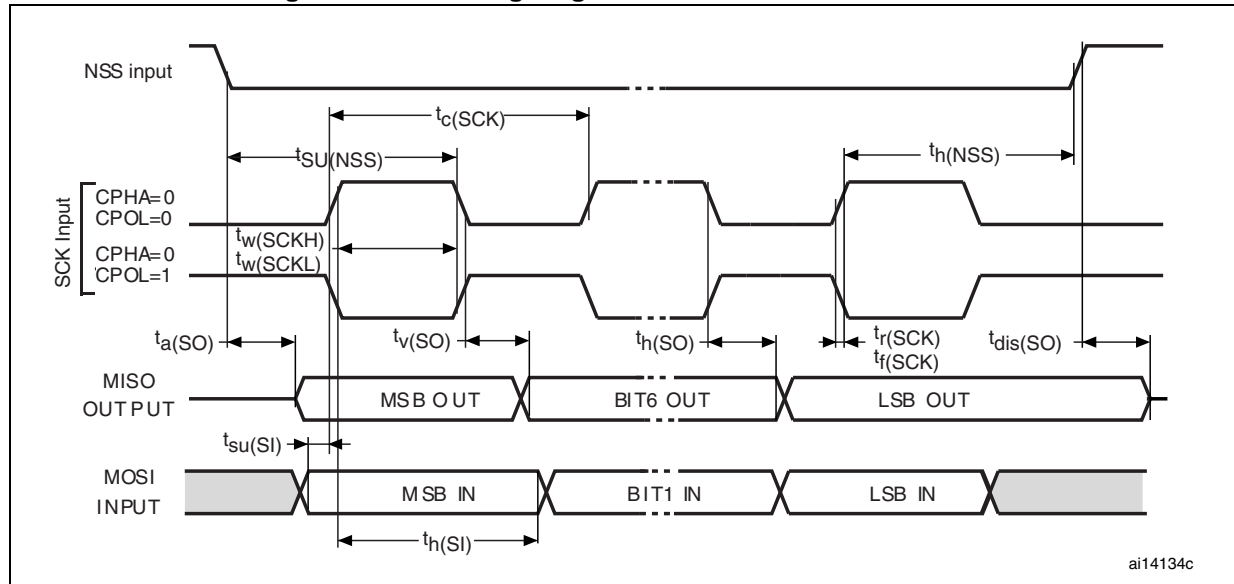 NSS input
tc(SCK)
tSU(NSS)
th(NSS)
SCK Input
CPHA=0
CPOL=0
tw(SCKH)
CPHA=0
tw(SCKL)
CPOL=1
ta(SO)
tv(SO)
th(SO)
tr(SCK)
tf(SCK)
tdis(SO)
MISO
OUTPUT
MSB OUT
BIT6 OUT
LSB OUT
tsu(SI)
MOSI
INPUT
MSB IN
BIT1 IN
LSB IN
th(SI)
ai14134c